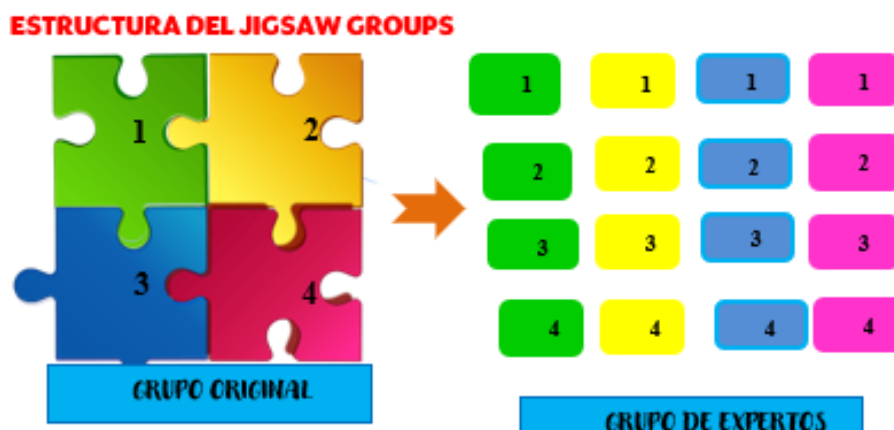 ESTRUCTURA DEL JIGSAW GROUPS
1 2
3 4
GRUPO ORIGINAL
1 1 1 1
2 2 2 2
3 3 3 3
4 4 4 4
GRUPO DE EXPERTOS